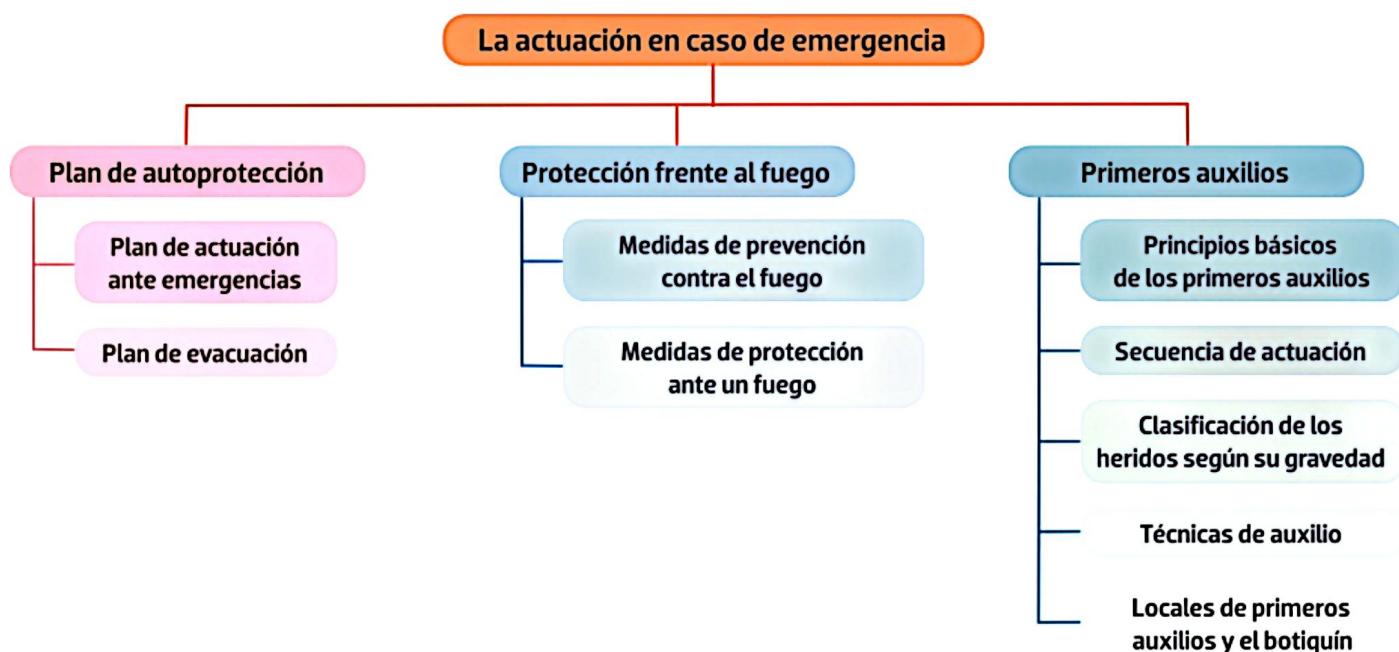 La actuación en caso de emergencia
Plan de autoprotección
Plan de actuación
ante emergencias
Plan de evacuación
Protección frente al fuego
Medidas de prevención
contra el fuego
Medidas de protección
ante un fuego
Primeros auxilios
Principios básicos
de los primeros auxilios
Secuencia de actuación
Clasificación de los
heridos según su gravedad
Técnicas de auxilio
Locales de primeros
auxilios y el botiquín